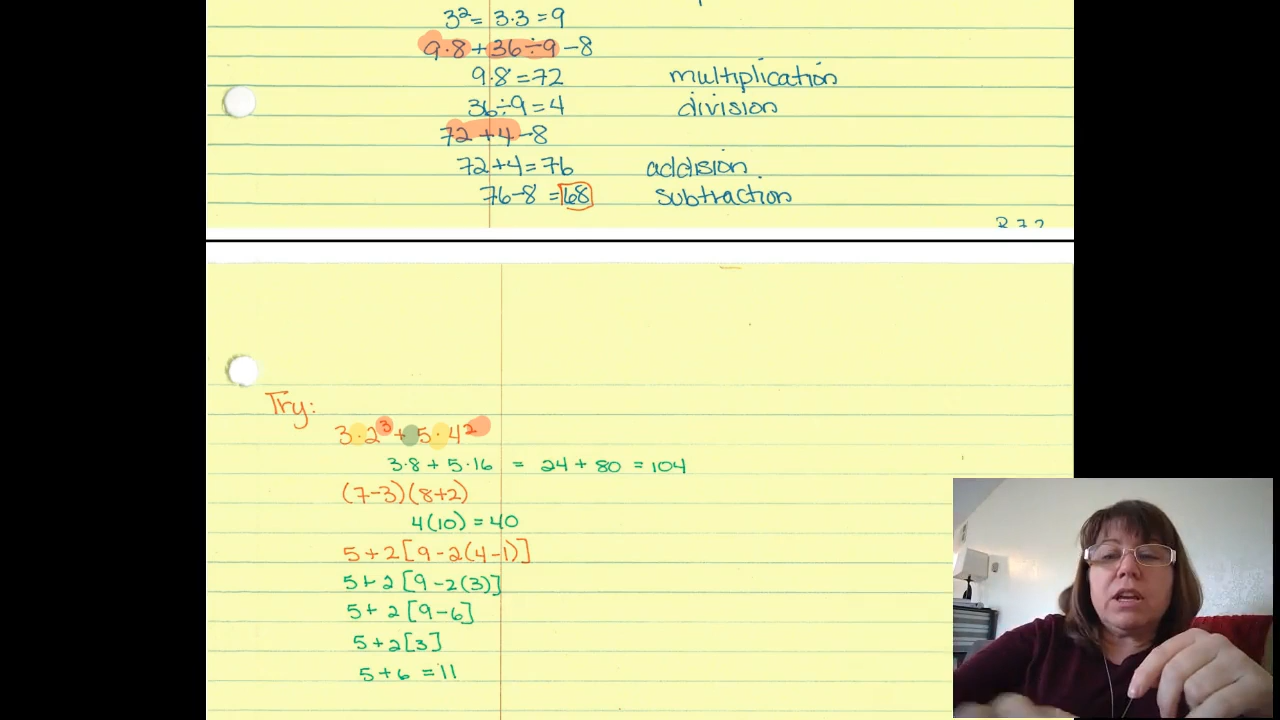 3² = 3·3 = 9
9·8 + 36 ÷ 9 - 8
9·8 = 72 multiplication
36 ÷ 9 = 4 division
72 + 4 - 8
72 + 4 = 76 addision
76 - 8 = 68 subtraction
Try:
3·2³ + 5·4²
3·8 + 5·16 = 24 + 80 = 104
(7-3)(8+2)
4(10) = 40
5 + 2[9 - 2(4-1)]
5 + 2[9 - 2(3)]
5 + 2[9-6]
5 + 2[3]
5 + 6 = 11